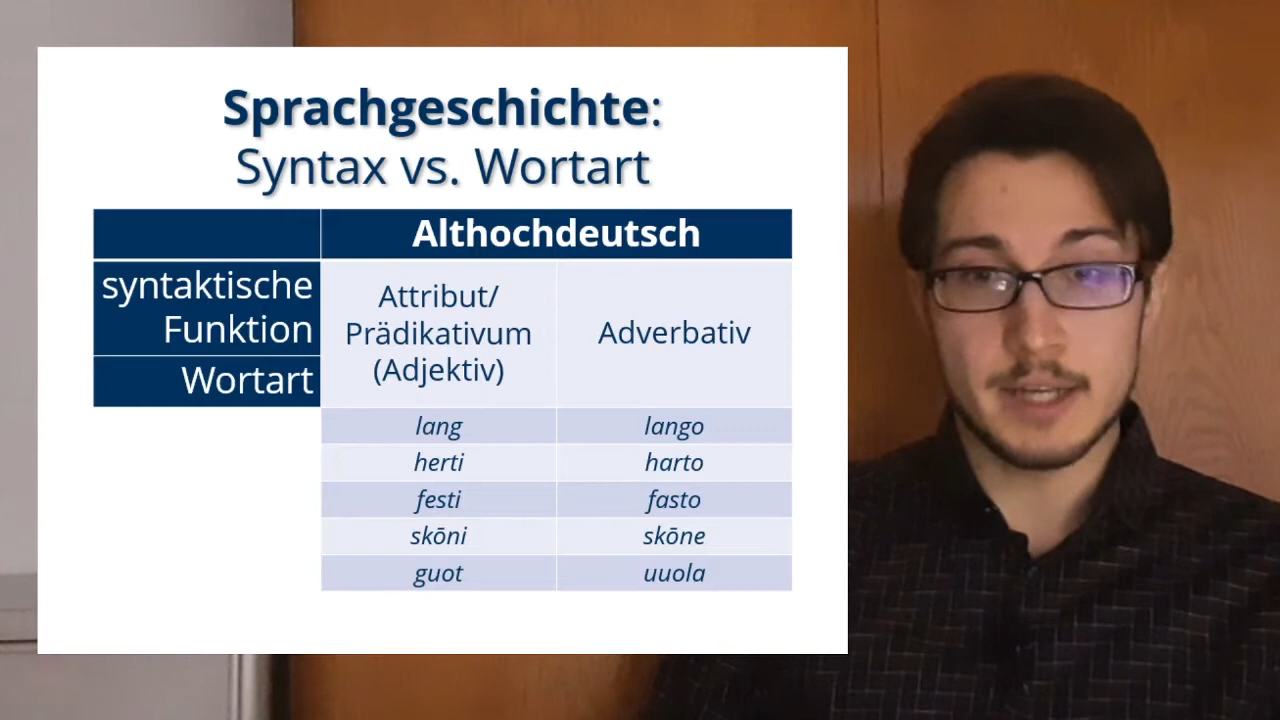 Sprachgeschichte:
Syntax vs. Wortart
Althochdeutsch
syntaktische
Funktion
Wortart
Attribut/
Prädikativum
(Adjektiv)
Adverbativ
lang lango
herti harto
festi fasto
skōni skōne
guot uuola